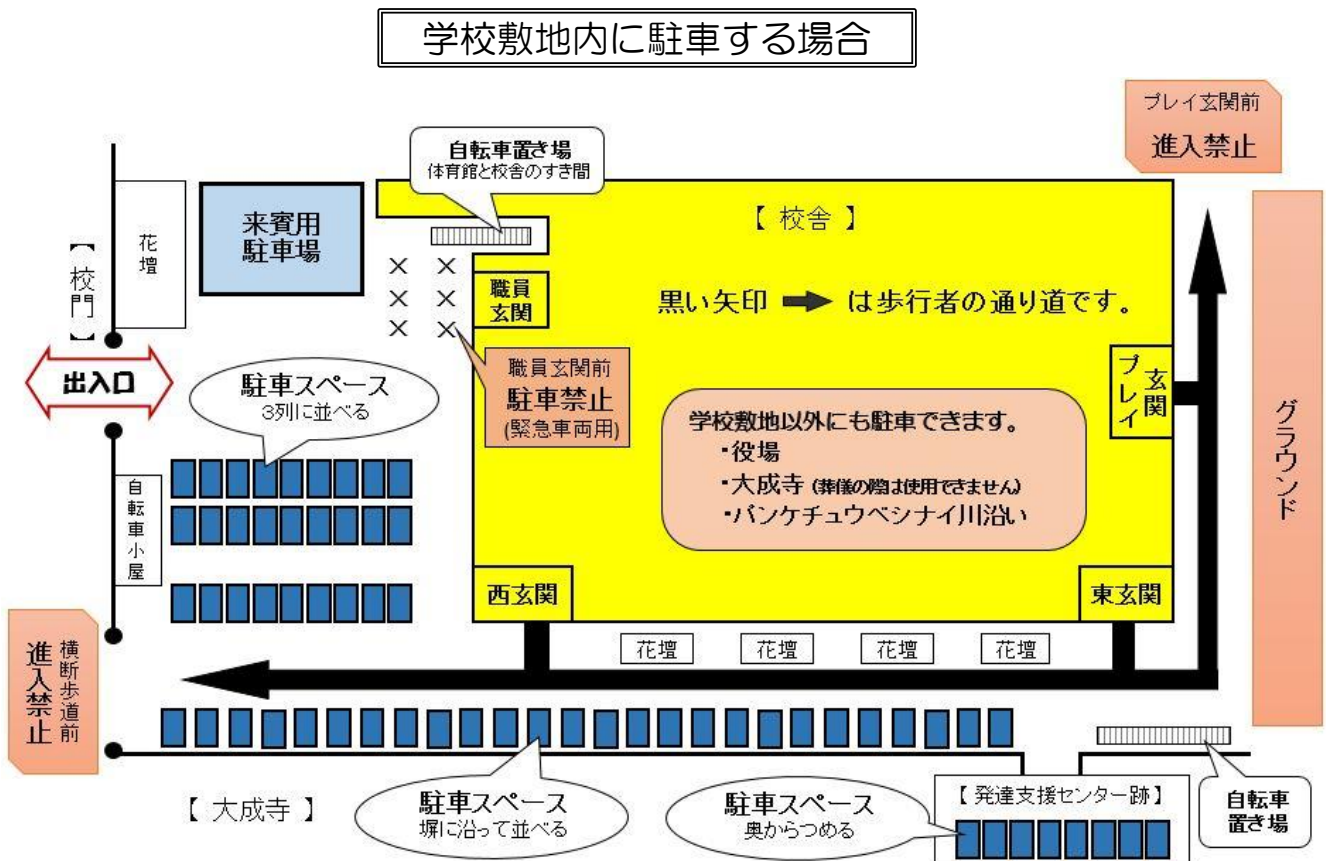 学校敷地内に駐車する場合
プレイ玄関前
進入禁止
自転車置き場
体育館と校舎のすき間
【 校舎 】
来賓用
駐車場
花壇
【校門】
職員
玄関
黒い矢印 ➡ は歩行者の通り道です。
出入口
駐車スペース
3列に並べる
職員玄関前
駐車禁止
(緊急車両用)
プレイ
玄関
グラウンド
学校敷地以外にも駐車できます。
・役場
・大成寺 (葬儀の際は使用できません)
・パンケチュウベシナイ川沿い
自転車小屋
西玄関
東玄関
花壇
花壇
花壇
花壇
横断歩道前
進入禁止
【 大成寺 】
駐車スペース
塀に沿って並べる
駐車スペース
奥からつめる
【 発達支援センター跡】
自転車
置き場